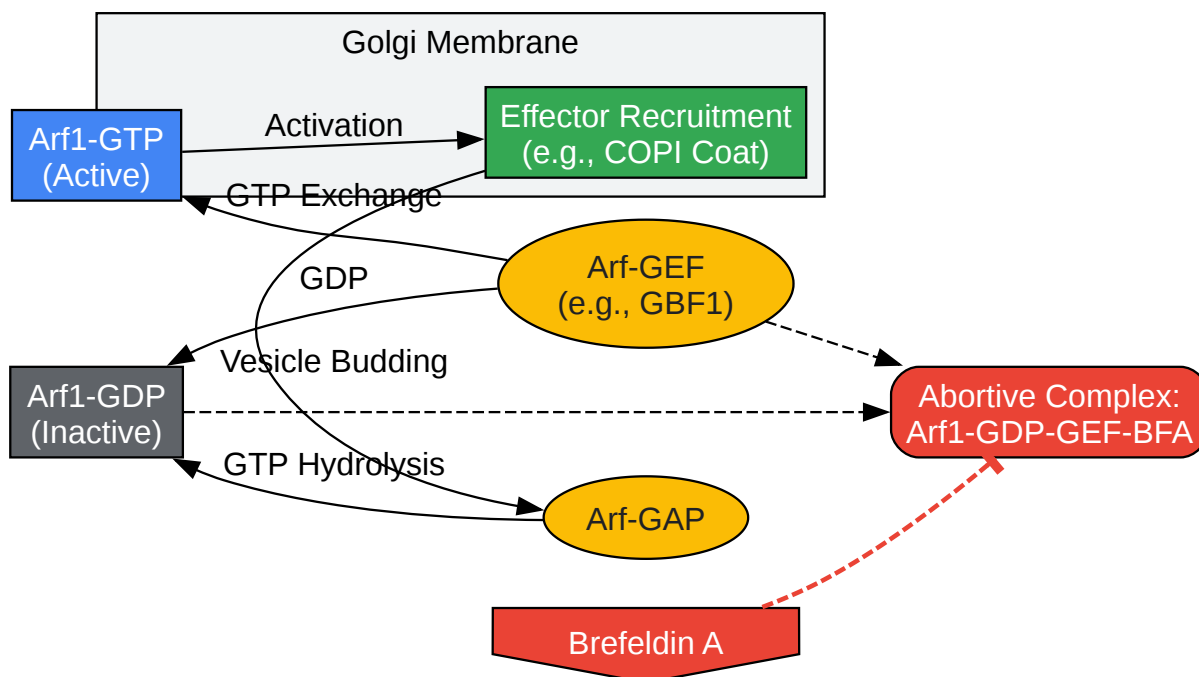 Golgi Membrane
Arf1-GTP
(Active)
Activation
Effector Recruitment
(e.g., COPI Coat)
GTP Exchange
GDP
Arf-GEF
(e.g., GBF1)
Vesicle Budding
Arf1-GDP
(Inactive)
Abortive Complex:
Arf1-GDP-GEF-BFA
GTP Hydrolysis
Arf-GAP
Brefeldin A